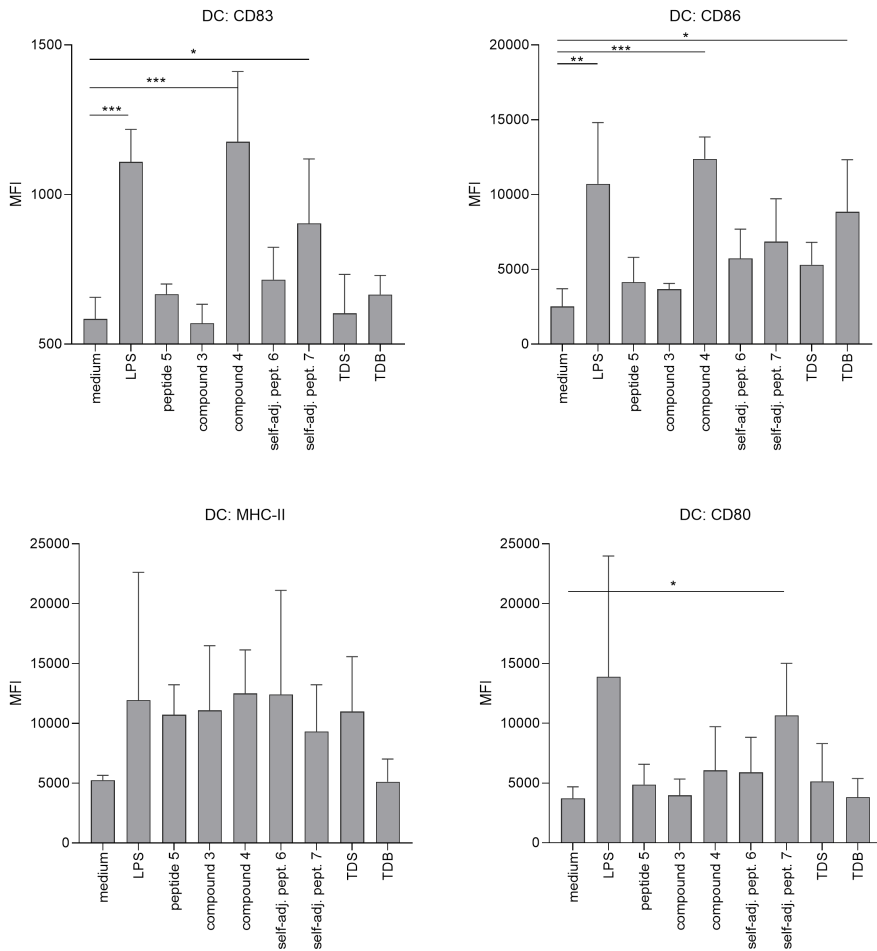 DC: CD83
1500
1000
500
MFI
*
***
***
medium
LPS
peptide 5
compound 3
compound 4
self-adj. pept. 6
self-adj. pept. 7
TDS
TDB
DC: CD86
20000
15000
10000
5000
0
MFI
*
***
**
medium
LPS
peptide 5
compound 3
compound 4
self-adj. pept. 6
self-adj. pept. 7
TDS
TDB
DC: MHC-II
25000
20000
15000
10000
5000
0
MFI
medium
LPS
peptide 5
compound 3
compound 4
self-adj. pept. 6
self-adj. pept. 7
TDS
TDB
DC: CD80
25000
20000
15000
10000
5000
0
MFI
*
medium
LPS
peptide 5
compound 3
compound 4
self-adj. pept. 6
self-adj. pept. 7
TDS
TDB